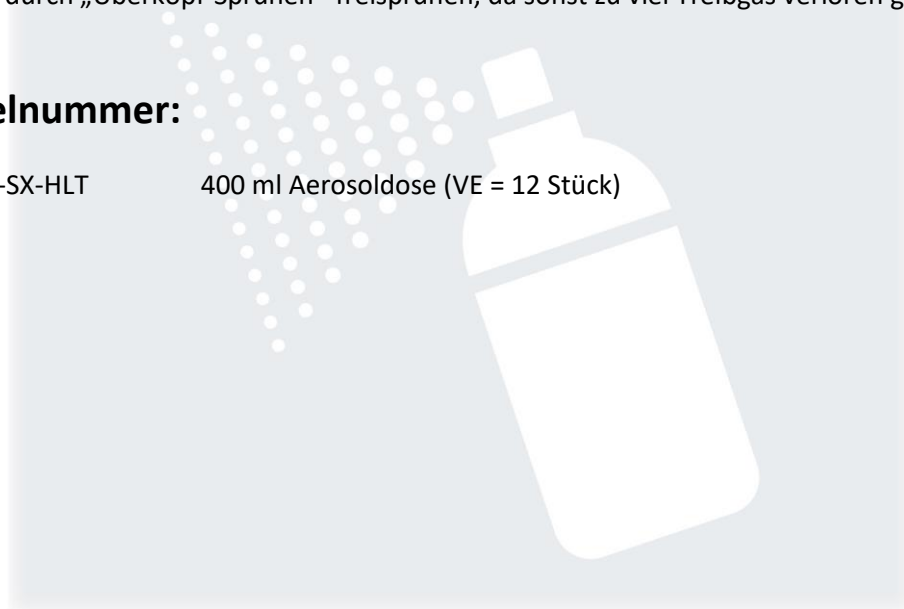 durch „Überkopf-Sprühen" freisprühen, da sonst zu viel Treibgas verloren g
elnummer:
-SX-HLT 400 ml Aerosoldose (VE = 12 Stück)